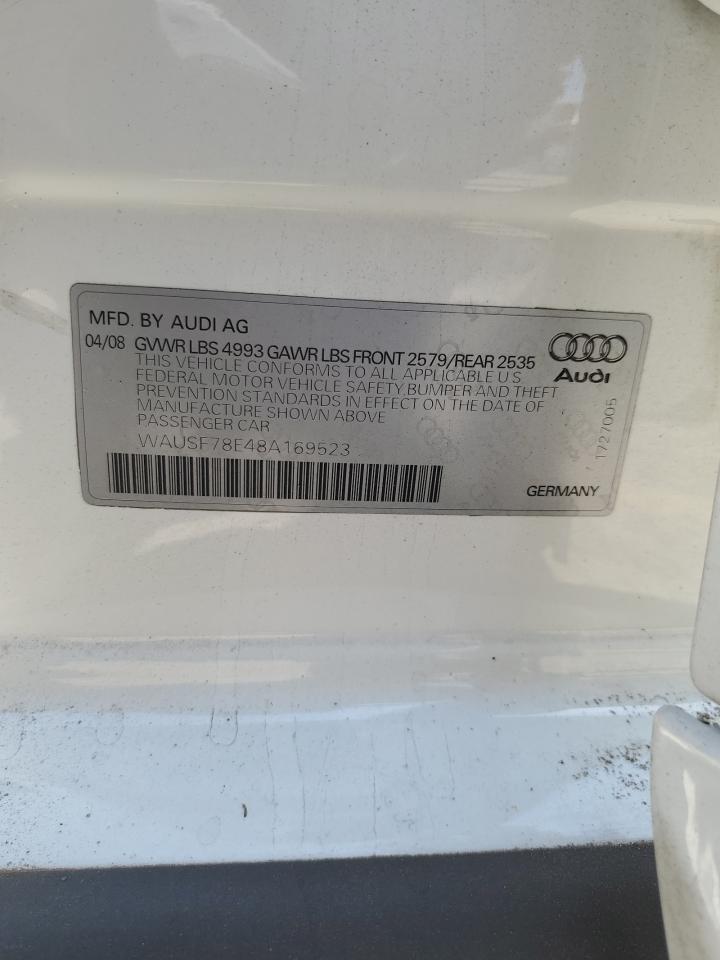 MFD. BY AUDI AG
04/08 GVWR LBS 4993 GAWR LBS FRONT 2579/REAR 2535
THIS VEHICLE CONFORMS TO ALL APPLICABLE U S
FEDERAL MOTOR VEHICLE SAFETY,BUMPER AND THEFT
PREVENTION STANDARDS IN EFFECT ON THE DATE OF
MANUFACTURE SHOWN ABOVE
PASSENGER CAR
WAUSF78E48A169523
Audi
1727005
GERMANY